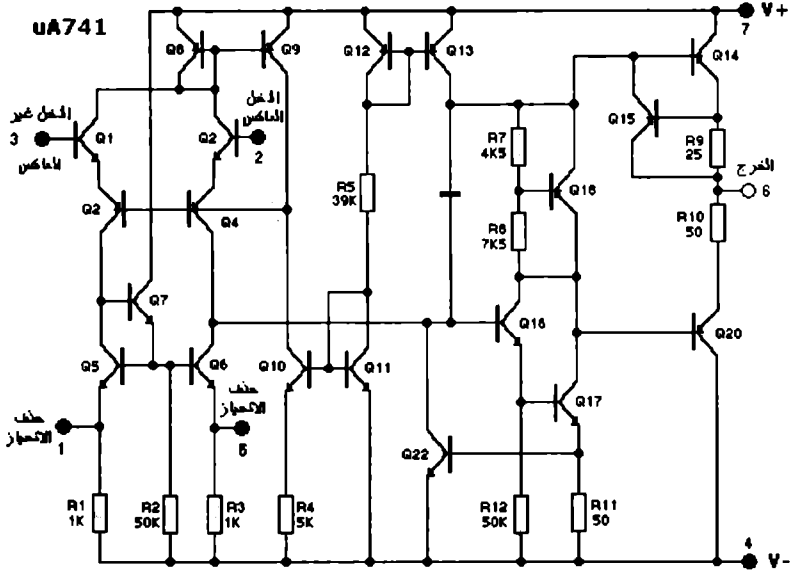 uA741
V+
7
Q8
Q9
Q12
Q13
Q14
الدخل غير
3
العاكس
Q1
الدخل
العاكس
Q2
2
Q15
R7
4K5
R9
25
الخرج
6
Q2
Q4
R5
39K
Q18
R8
7K5
R10
50
Q7
Q16
Q20
Q5
Q6
Q10
Q11
حذف
الانحياز
1
حذف
الانحياز
5
Q17
Q22
R1
1K
R2
50K
R3
1K
R4
5K
R12
50K
R11
50
4
V-